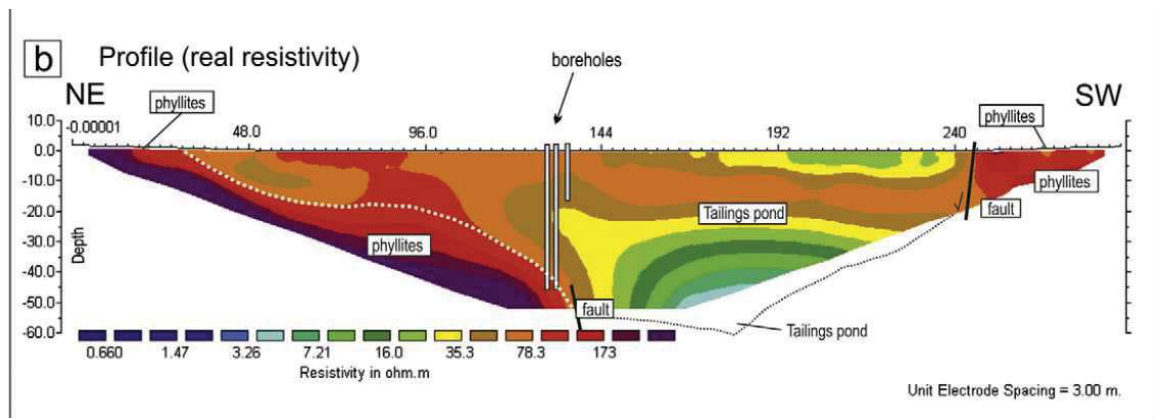 b Profile (real resistivity)
boreholes
NE
SW
phyllites
phyllites
10.0
-0.00001 48.0 96.0 144 192 240
0.0
-10.0
-20.0
-30.0
-40.0
-50.0
-60.0
Depth
phyllites
Tailings pond
fault
phyllites
fault
Tailings pond
0.660 1.47 3.26 7.21 16.0 35.3 78.3 173
Resistivity in ohm.m
Unit Electrode Spacing = 3.00 m.